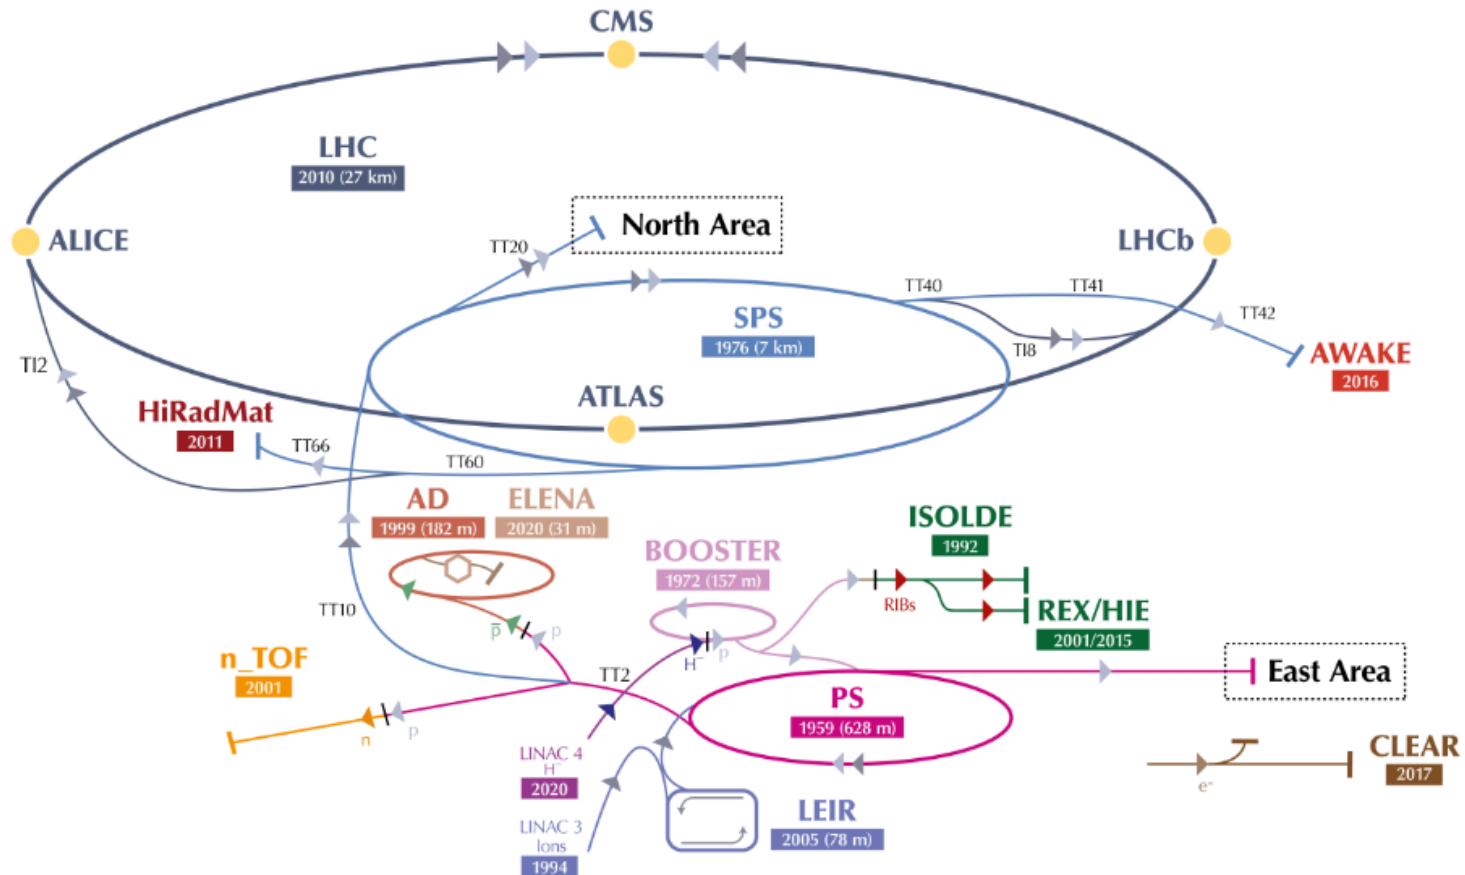 CMS
LHC
2010 (27 km)
North Area
ALICE
LHCb
TT20
TT40
TT41
TT42
SPS
1976 (7 km)
TI8
AWAKE
2016
TI2
ATLAS
HiRadMat
2011
TT66
TT60
AD
1999 (182 m)
ELENA
2020 (31 m)
ISOLDE
1992
BOOSTER
1972 (157 m)
RIBs
REX/HIE
2001/2015
TT10
p̅
p
H⁻
p
n_TOF
2001
TT2
East Area
PS
1959 (628 m)
n
p
LINAC 4
H⁻
2020
CLEAR
2017
e⁻
LEIR
2005 (78 m)
LINAC 3
Ions
1994